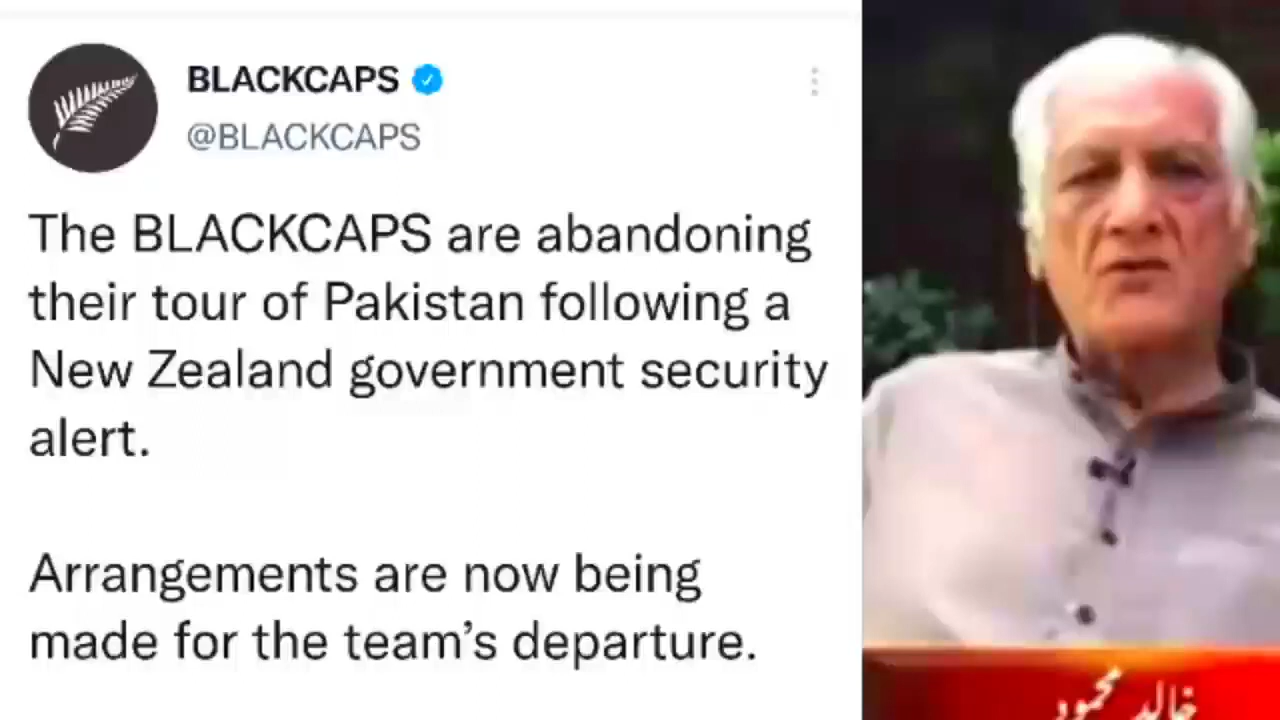 BLACKCAPS
@BLACKCAPS
The BLACKCAPS are abandoning
their tour of Pakistan following a
New Zealand government security
alert.
Arrangements are now being
made for the team’s departure.
خالد محمود